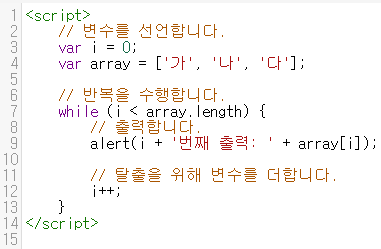 1 <script>
2     // 변수를 선언합니다.
3     var i = 0;
4     var array = ['가', '나', '다'];
5
6     // 반복을 수행합니다.
7     while (i < array.length) {
8         // 출력합니다.
9         alert(i + '번째 출력: ' + array[i]);
10
11         // 탈출을 위해 변수를 더합니다.
12         i++;
13     }
14 </script>
15